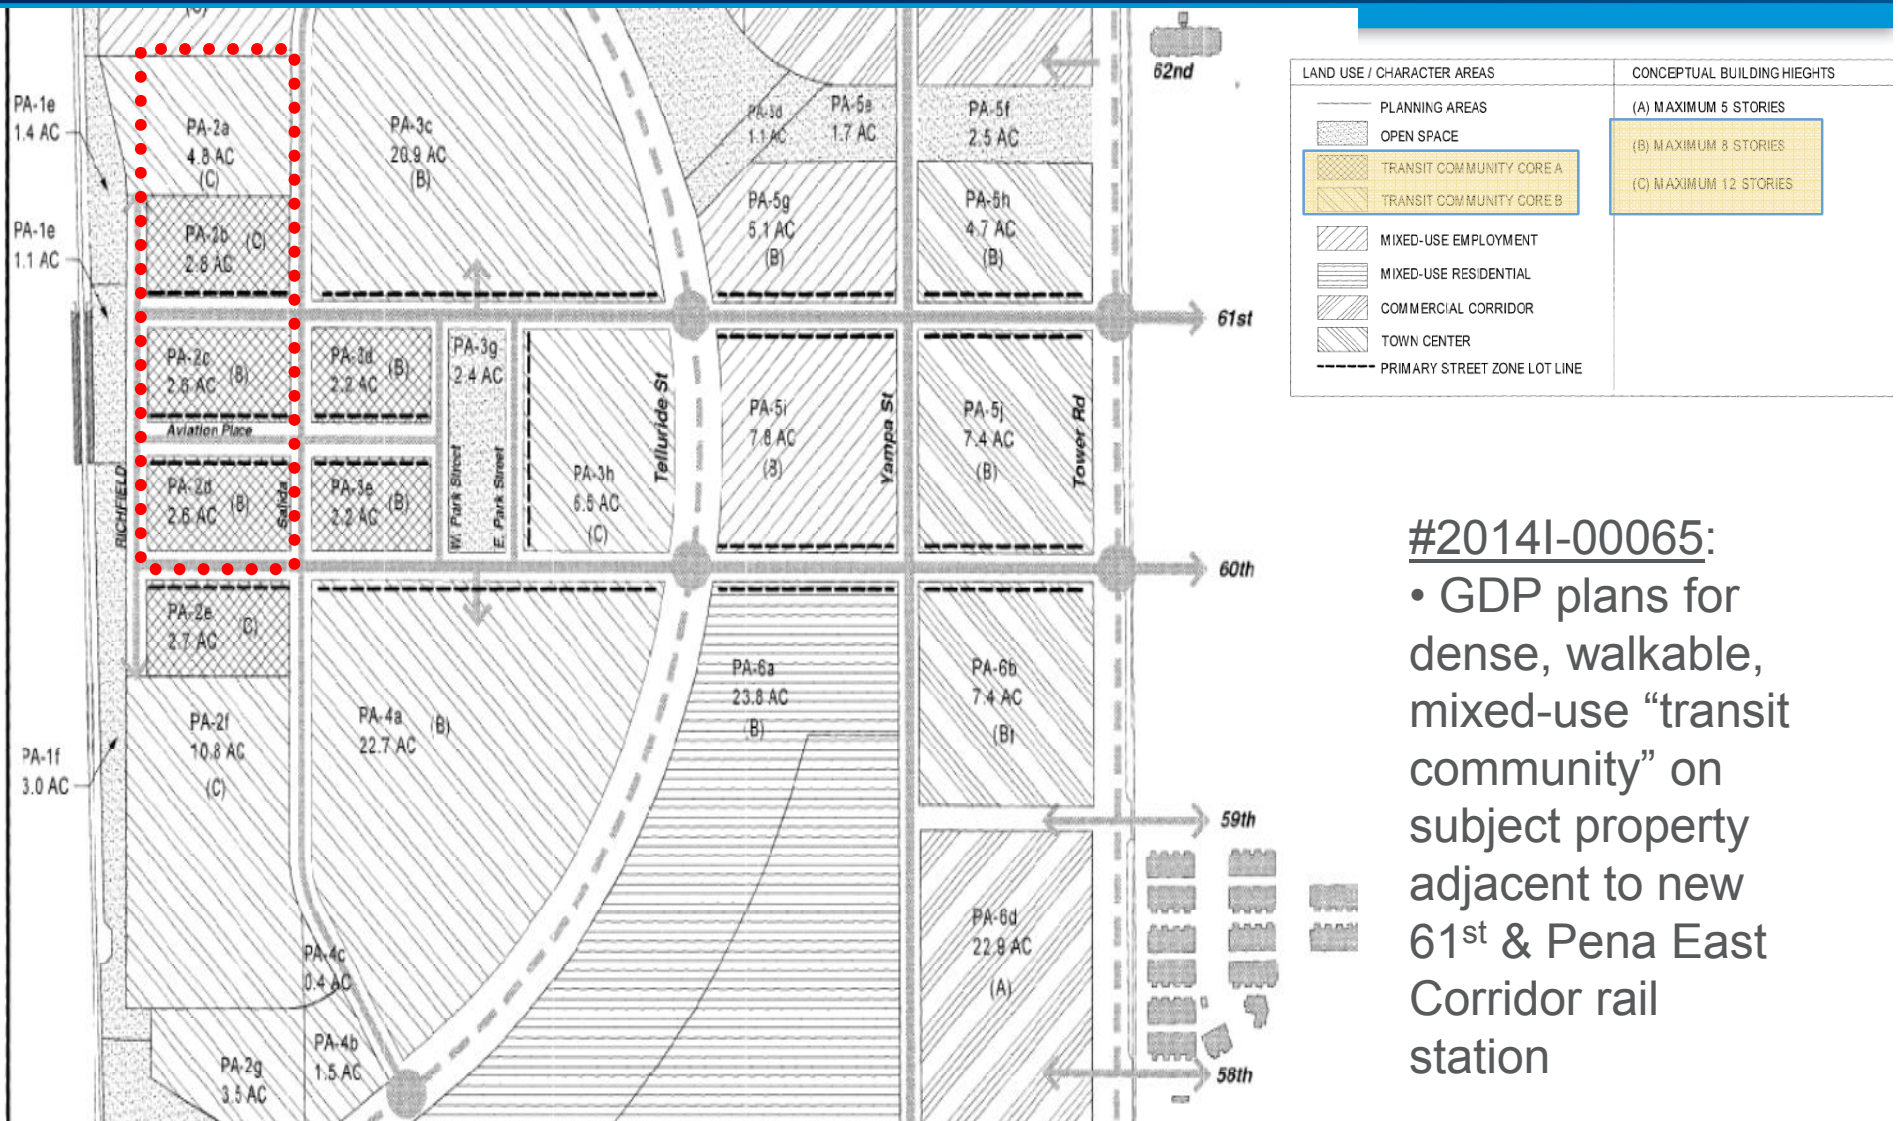 PA-1e
1.4 AC
PA-1e
1.1 AC
PA-1f
3.0 AC
(C)
PA-2a
4.8 AC
(C)
PA-2b (C)
2.8 AC
PA-2c (B)
2.6 AC
Aviation Place
PA-2d (B)
2.6 AC
Salida
RICHFIELD
PA-2e (C)
2.7 AC
PA-2f
10.8 AC
(C)
PA-2g
3.5 AC
PA-3c
20.9 AC
(B)
PA-3d (B)
2.2 AC
PA-3e (B)
2.2 AC
PA-3g
2.4 AC
W. Park Street
E. Park Street
PA-3h
6.5 AC
(C)
Telluride St
PA-4a (B)
22.7 AC
PA-4c
0.4 AC
PA-4b
1.5 AC
PA-5d
1.1 AC
PA-5e
1.7 AC
PA-5f
2.5 AC
PA-5g
5.1 AC
(B)
PA-5h
4.7 AC
(B)
PA-5i
7.8 AC
(B)
Yampa St
PA-5j
7.4 AC
(B)
Tower Rd
PA-6a
23.8 AC
(B)
PA-6b
7.4 AC
(B)
PA-6d
22.9 AC
(A)
62nd
61st
60th
59th
58th
LAND USE / CHARACTER AREAS
PLANNING AREAS
OPEN SPACE
TRANSIT COMMUNITY CORE A
TRANSIT COMMUNITY CORE B
MIXED-USE EMPLOYMENT
MIXED-USE RESIDENTIAL
COMMERCIAL CORRIDOR
TOWN CENTER
PRIMARY STREET ZONE LOT LINE
CONCEPTUAL BUILDING HIEGHTS
(A) MAXIMUM 5 STORIES
(B) MAXIMUM 8 STORIES
(C) MAXIMUM 12 STORIES
#2014I-00065:
• GDP plans for
dense, walkable,
mixed-use “transit
community” on
subject property
adjacent to new
61st & Pena East
Corridor rail
station